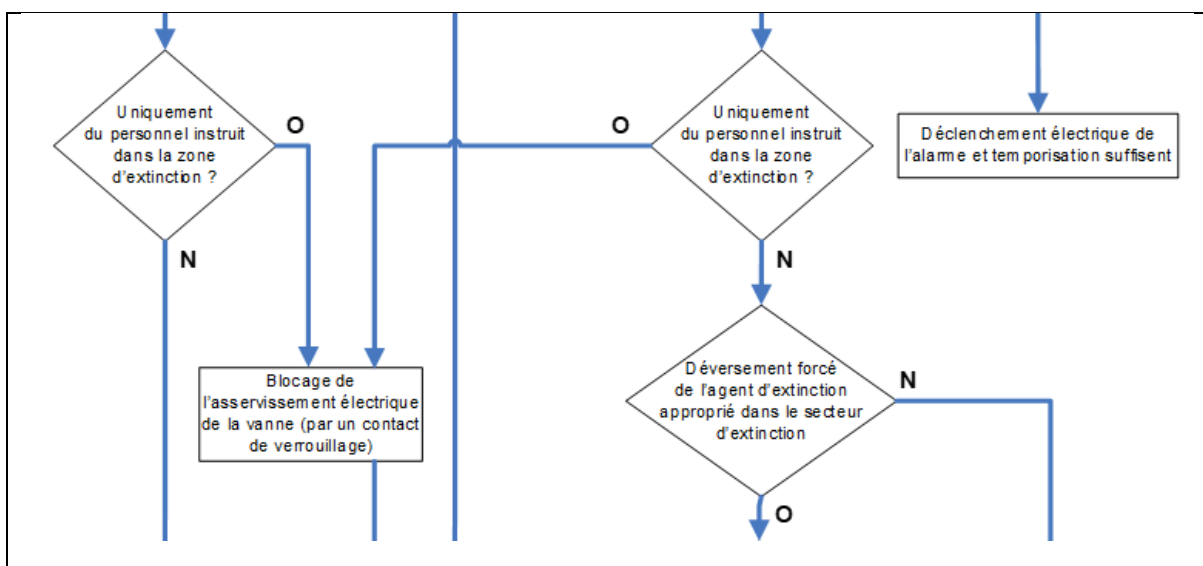 Uniquement
du personnel instruit
dans la zone
d'extinction ?
O
N
O
Uniquement
du personnel instruit
dans la zone
d'extinction ?
N
Déclenchement électrique de
l'alarme et temporisation suffisent
Blocage de
l'asservissement électrique
de la vanne (par un contact
de verrouillage)
Déversement forcé
de l'agent d'extinction
approprié dans le secteur
d'extinction
N
O